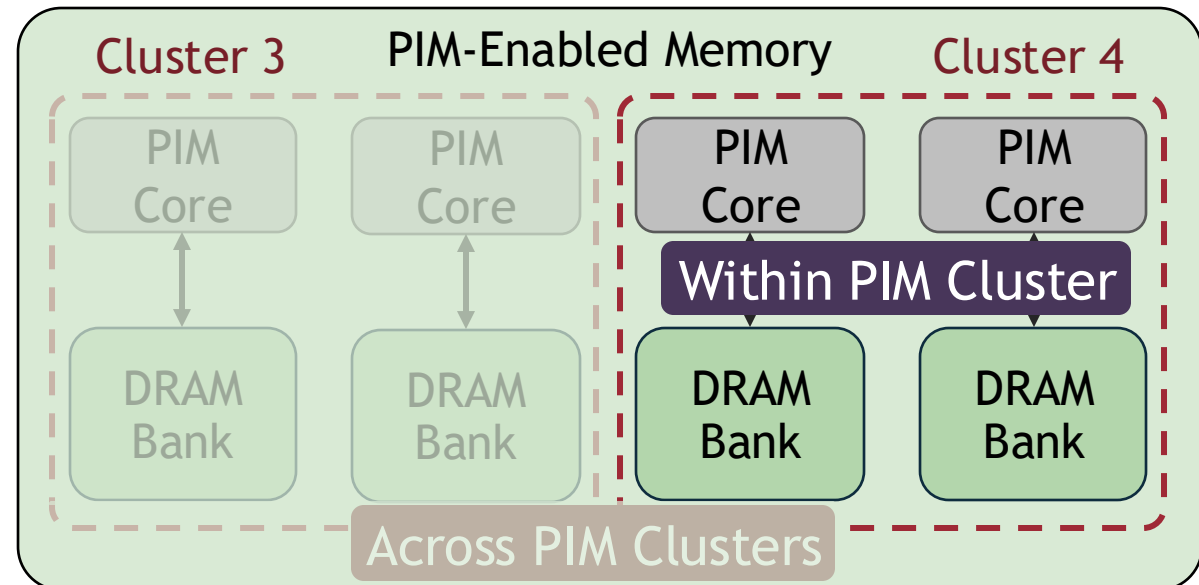 Cluster 3
PIM-Enabled Memory
Cluster 4
PIM
Core
PIM
Core
PIM
Core
PIM
Core
Within PIM Cluster
DRAM
Bank
DRAM
Bank
DRAM
Bank
DRAM
Bank
Across PIM Clusters